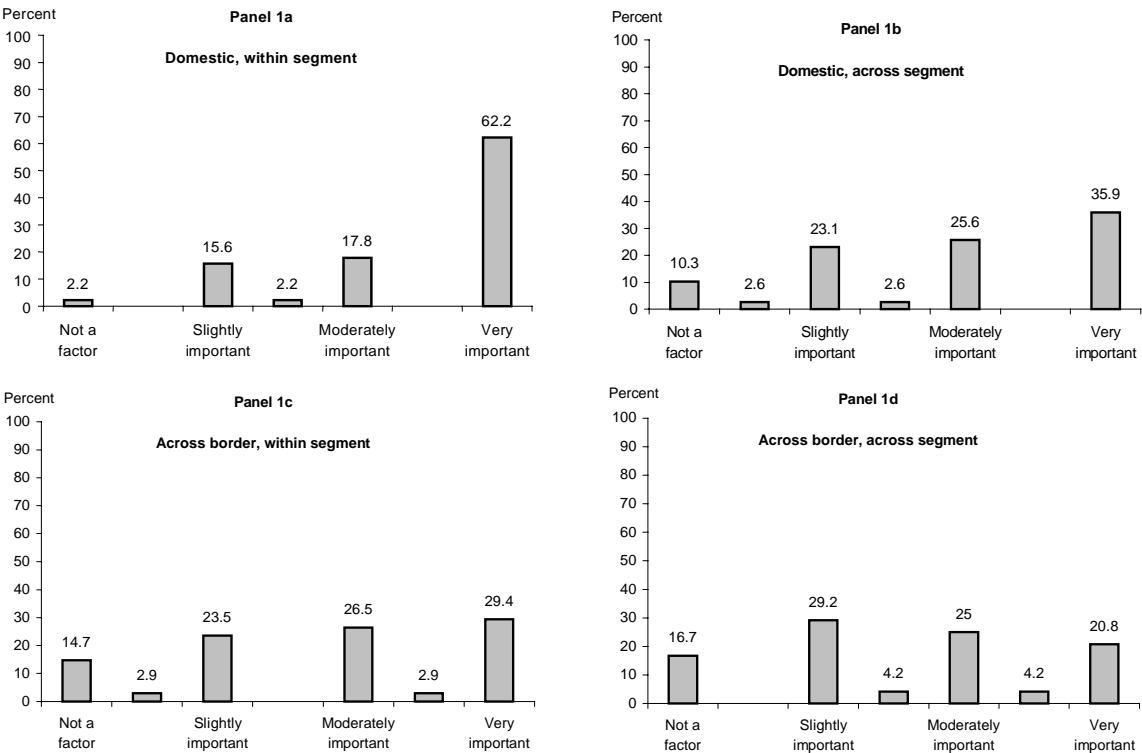 Percent
Panel 1a
Domestic, within segment
100
90
80
70
60
50
40
30
20
10
0
2.2
15.6
2.2
17.8
62.2
Not a
factor
Slightly
important
Moderately
important
Very
important
Percent
Panel 1b
Domestic, across segment
100
90
80
70
60
50
40
30
20
10
0
10.3
2.6
23.1
2.6
25.6
35.9
Not a
factor
Slightly
important
Moderately
important
Very
important
Percent
Panel 1c
Across border, within segment
100
90
80
70
60
50
40
30
20
10
0
14.7
2.9
23.5
26.5
2.9
29.4
Not a
factor
Slightly
important
Moderately
important
Very
important
Percent
Panel 1d
Across border, across segment
100
90
80
70
60
50
40
30
20
10
0
16.7
29.2
4.2
25
4.2
20.8
Not a
factor
Slightly
important
Moderately
important
Very
important